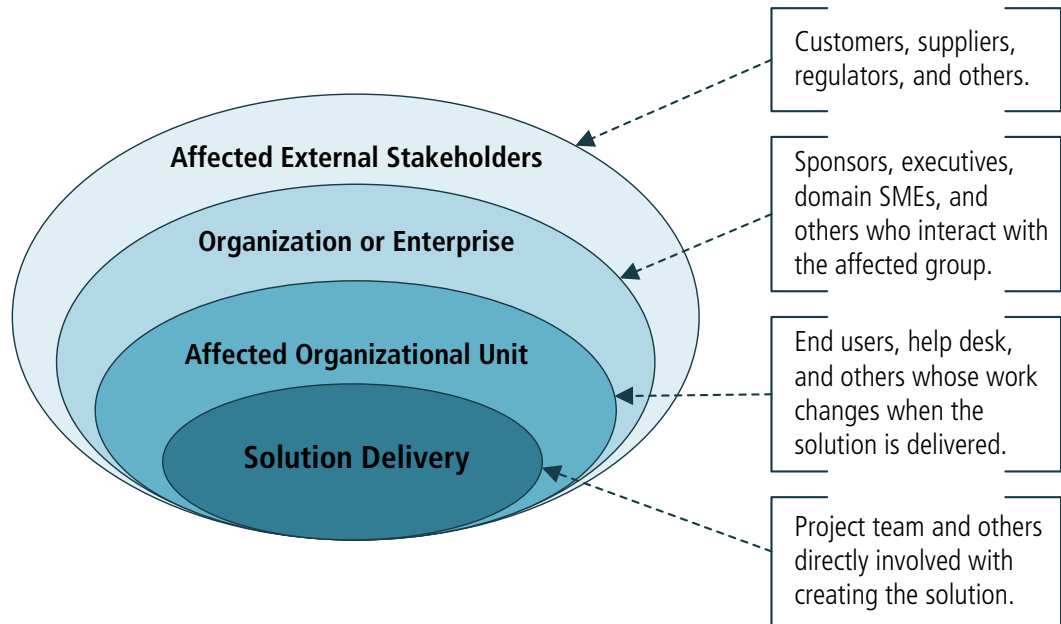 Customers, suppliers,
regulators, and others.
Affected External Stakeholders
Sponsors, executives,
domain SMEs, and
others who interact with
the affected group.
Organization or Enterprise
Affected Organizational Unit
End users, help desk,
and others whose work
changes when the
solution is delivered.
Solution Delivery
Project team and others
directly involved with
creating the solution.